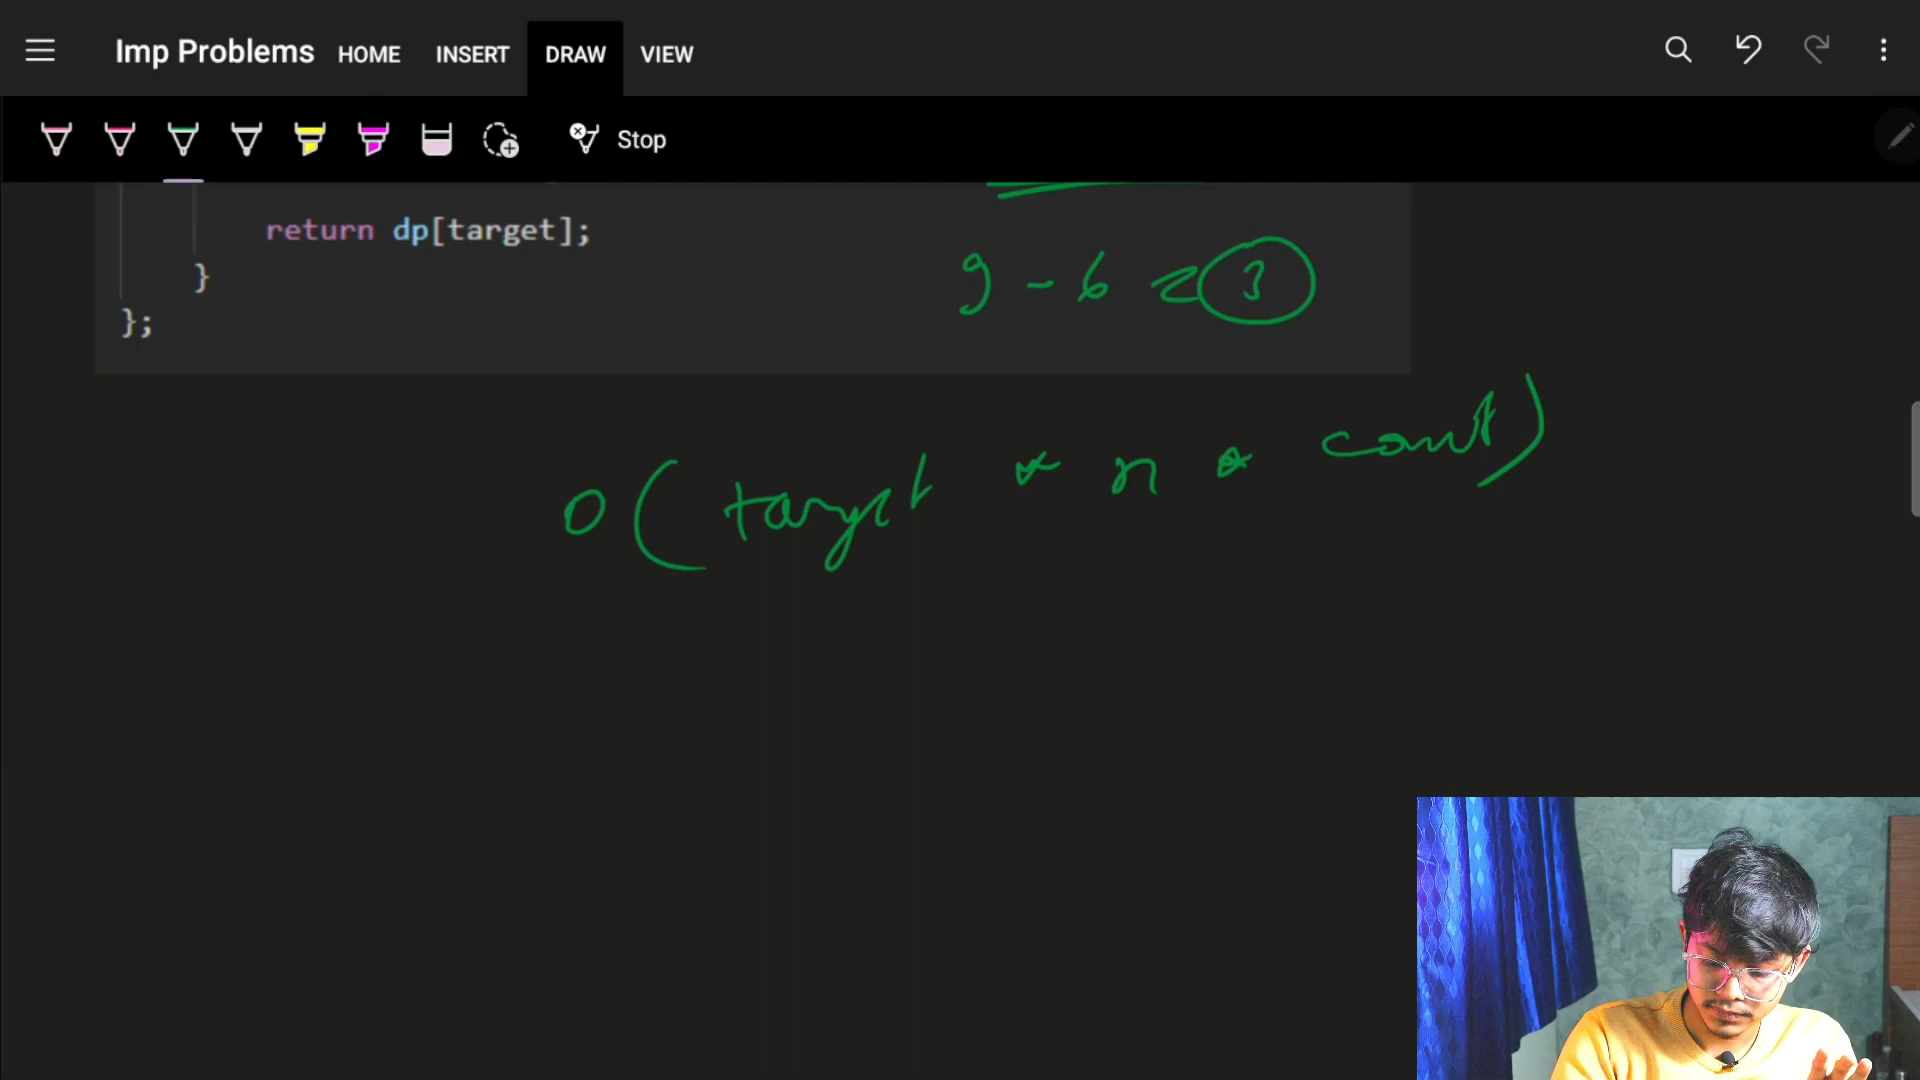 Imp Problems HOME INSERT DRAW VIEW
Stop
return dp[target];
}
};
9 - 6 = 3
O( target * n * count )